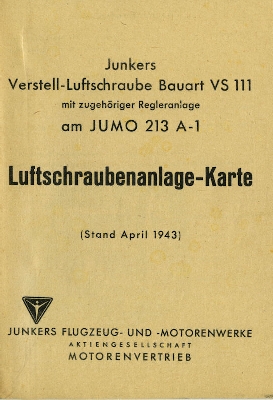 Junkers
Verstell-Luftschraube Bauart VS 111
mit zugehöriger Regleranlage
am JUMO 213 A-1
Luftschraubenanlage-Karte
(Stand April 1943)
JUNKERS FLUGZEUG- UND -MOTORENWERKE
AKTIENGESELLSCHAFT
MOTORENVERTRIEB